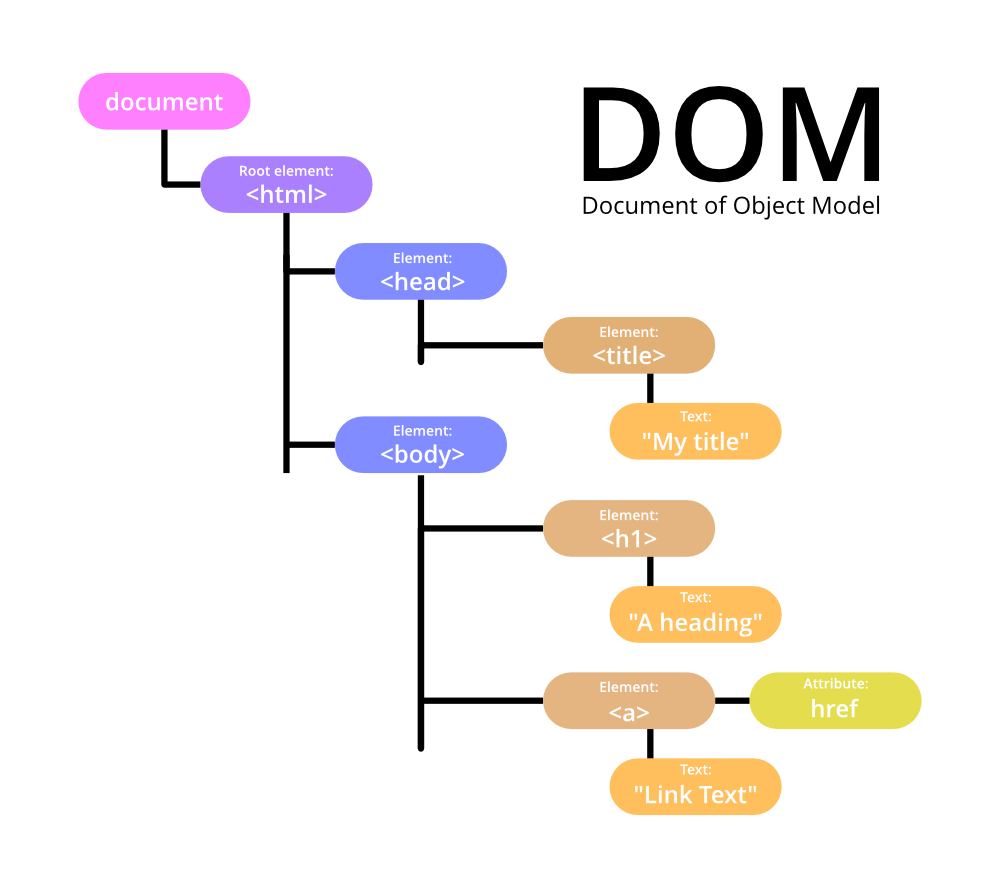 document
DOM
Document of Object Model
Root element:
<html>
Element:
<head>
Element:
<title>
Text:
"My title"
Element:
<body>
Element:
<h1>
Text:
"A heading"
Element:
<a>
Attribute:
href
Text:
"Link Text"